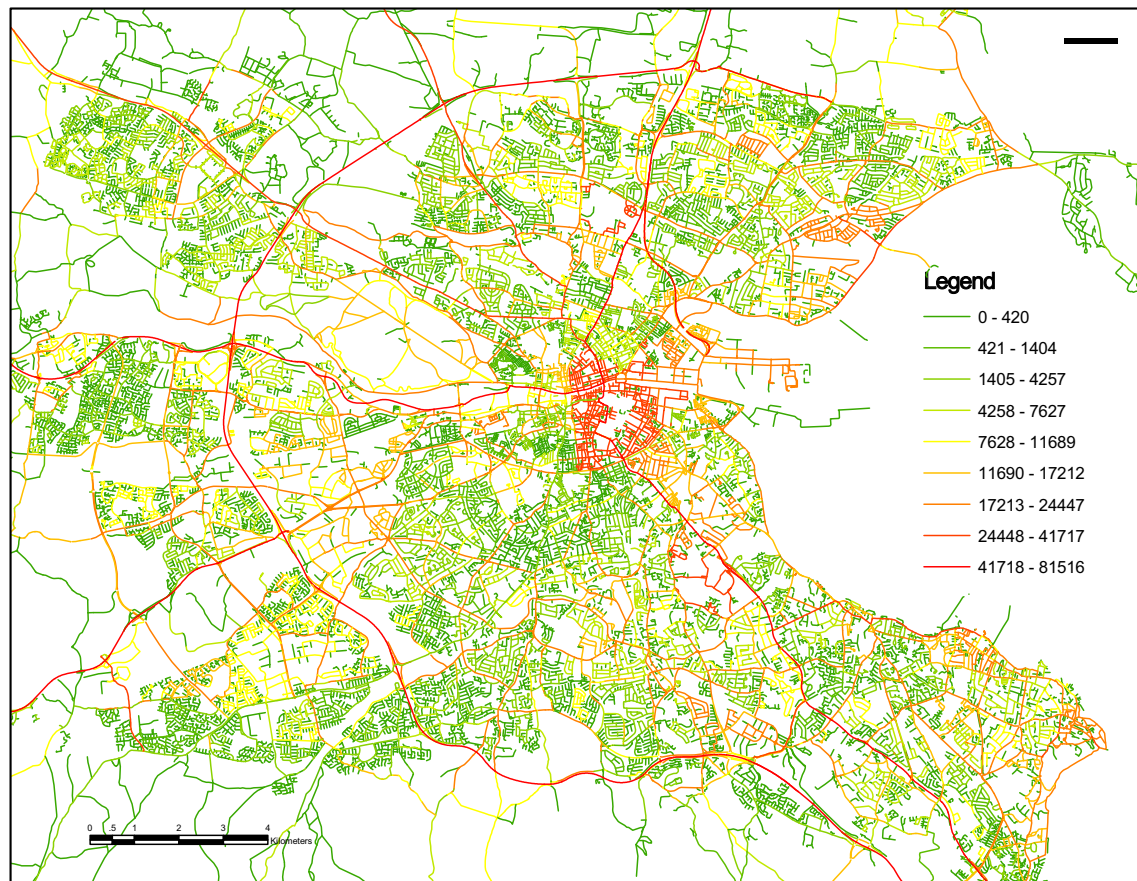 Legend
0 - 420
421 - 1404
1405 - 4257
4258 - 7627
7628 - 11689
11690 - 17212
17213 - 24447
24448 - 41717
41718 - 81516
0 .5 1 2 3 4
Kilometers